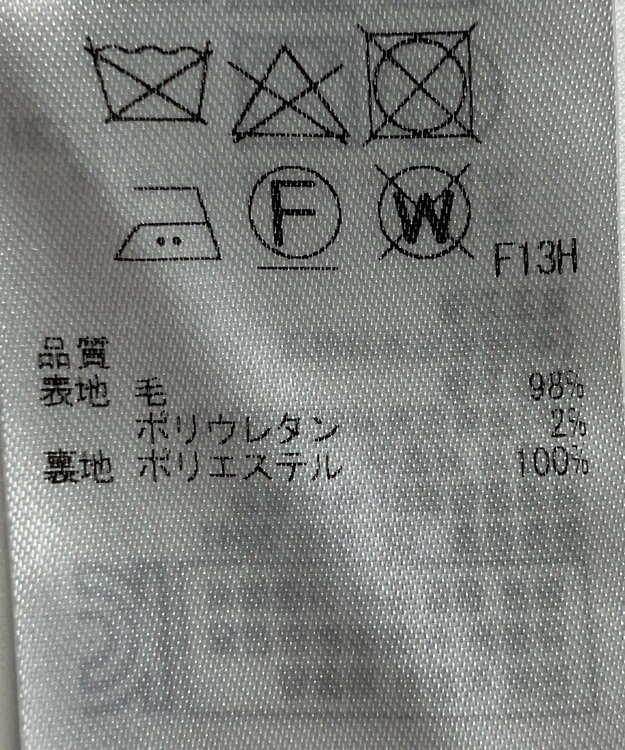 F W
F13H
品質
表地 毛 98%
ポリウレタン 2%
裏地 ポリエステル 100%